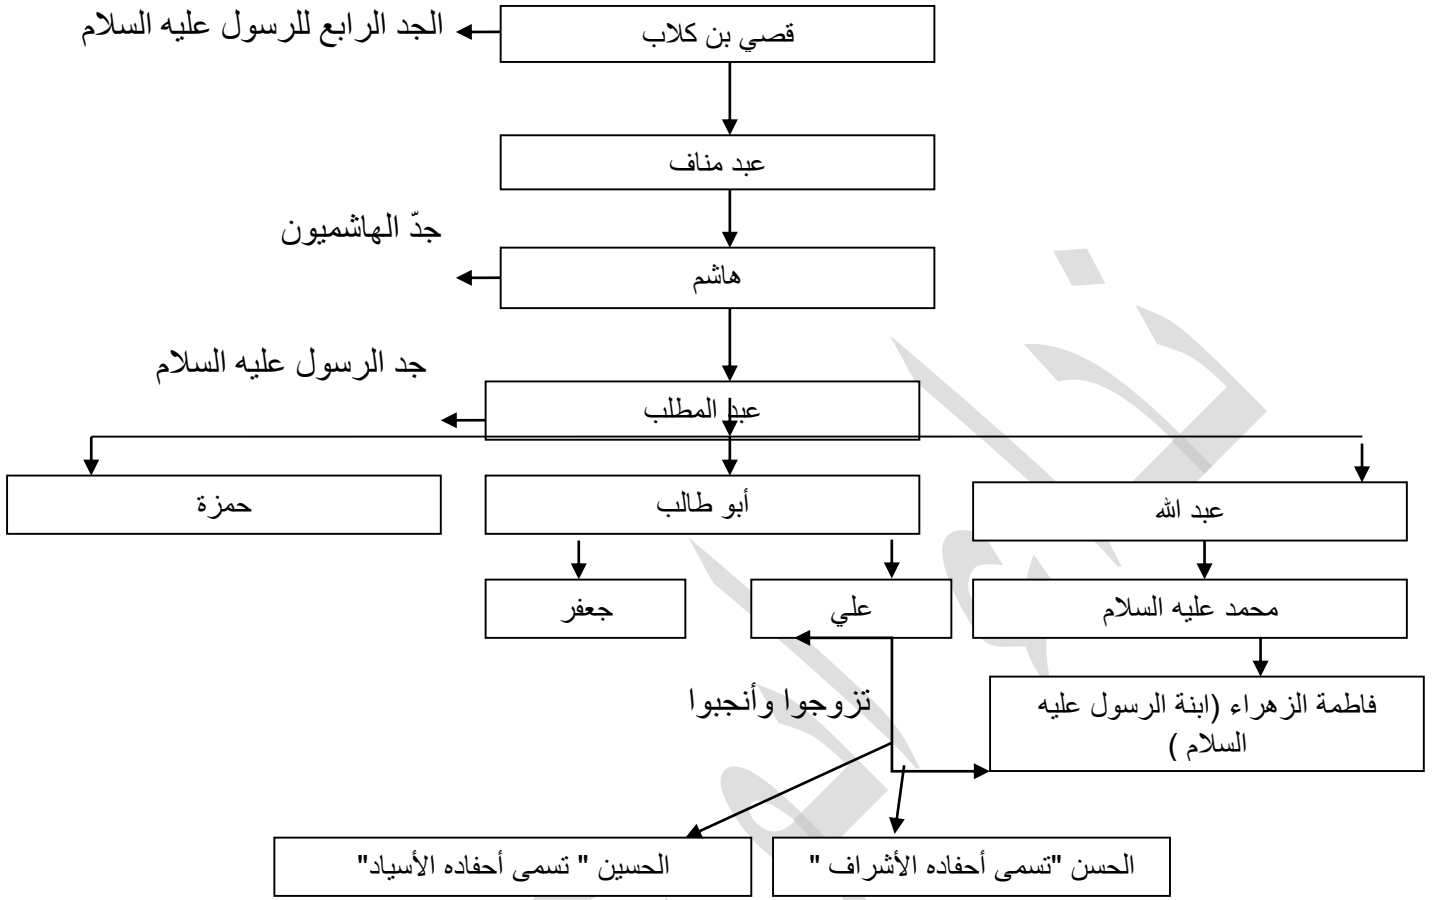 قصي بن كلاب
الجد الرابع للرسول عليه السلام
عبد مناف
جدّ الهاشميون
هاشم
جد الرسول عليه السلام
عبد المطلب
عبد الله
أبو طالب
حمزة
محمد عليه السلام
علي
جعفر
فاطمة الزهراء (ابنة الرسول عليه
السلام )
تزوجوا وأنجبوا
الحسن "تسمى أحفاده الأشراف "
الحسين " تسمى أحفاده الأسياد"